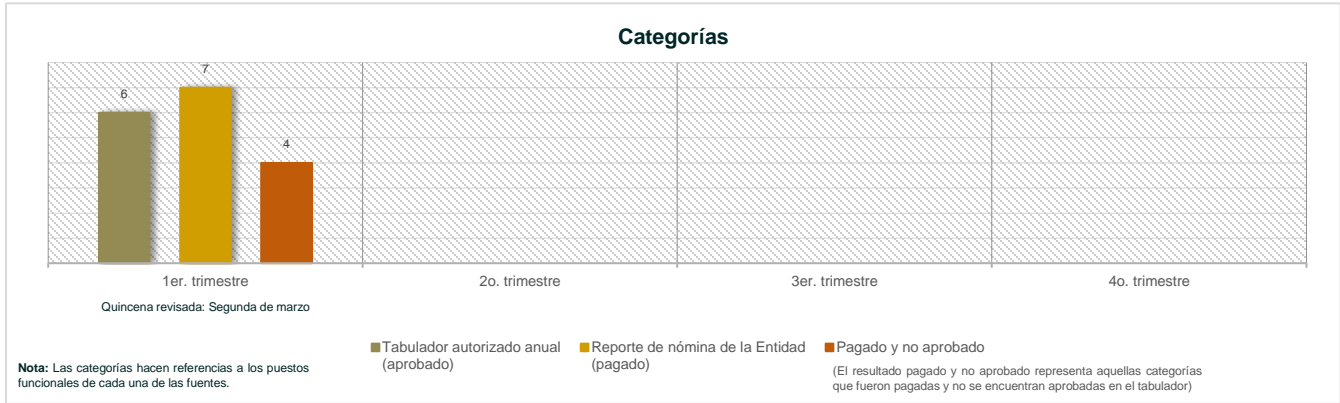 Categorías
6
7
4
1er. trimestre
2o. trimestre
3er. trimestre
4o. trimestre
Quincena revisada: Segunda de marzo
Tabulador autorizado anual
(aprobado)
Reporte de nómina de la Entidad
(pagado)
Pagado y no aprobado
(El resultado pagado y no aprobado representa aquellas categorías
que fueron pagadas y no se encuentran aprobadas en el tabulador)
Nota: Las categorías hacen referencias a los puestos
funcionales de cada una de las fuentes.